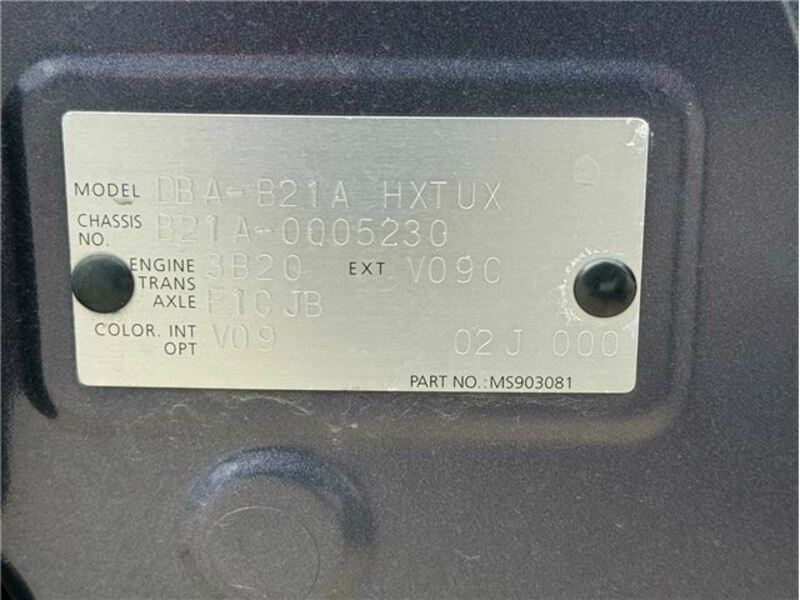 MODEL DBA-B21A HXTUX
CHASSIS NO. B21A-0005230
ENGINE 3B20 EXT V09C
TRANS AXLE F1CJB
COLOR. INT V09
OPT 02J 000
PART NO.:MS903081